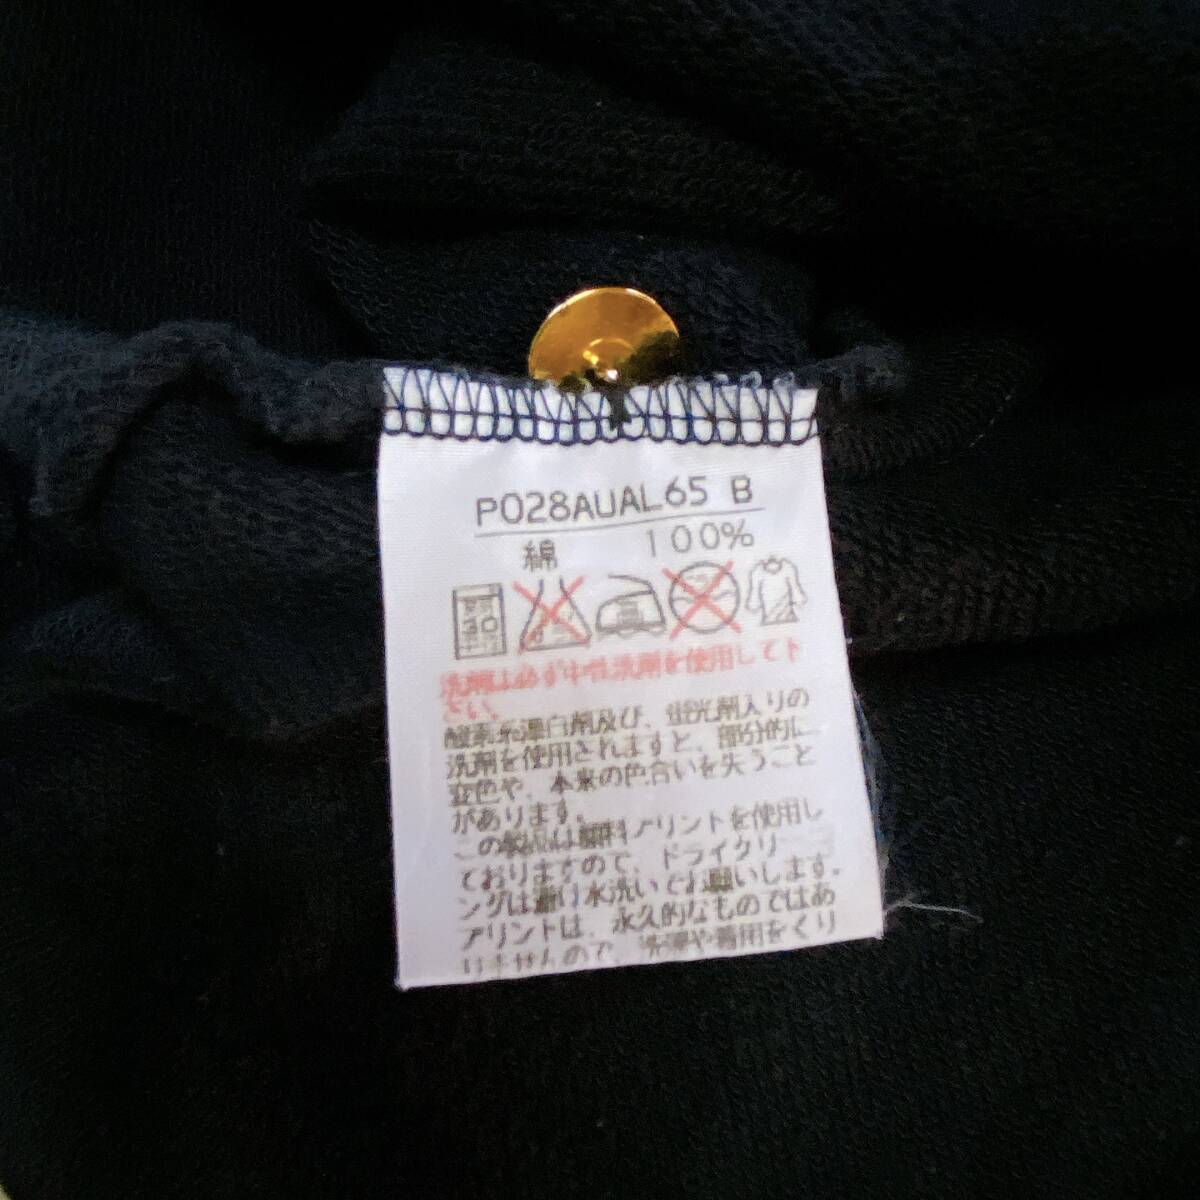 P028AUAL65 B
綿 100%
30
洗剤は必ず中性洗剤を使用して下
さい。
酸素系漂白剤及び、蛍光剤入りの
洗剤を使用されますと、部分的に
変色や、本来の色合いを失うこと
があります。
この製品は顔料プリントを使用し
ておりますので、ドライクリー
ングは避け水洗いでお願いします。
プリントは、永久的なものではあ
りませんので、洗濯や着用をくり